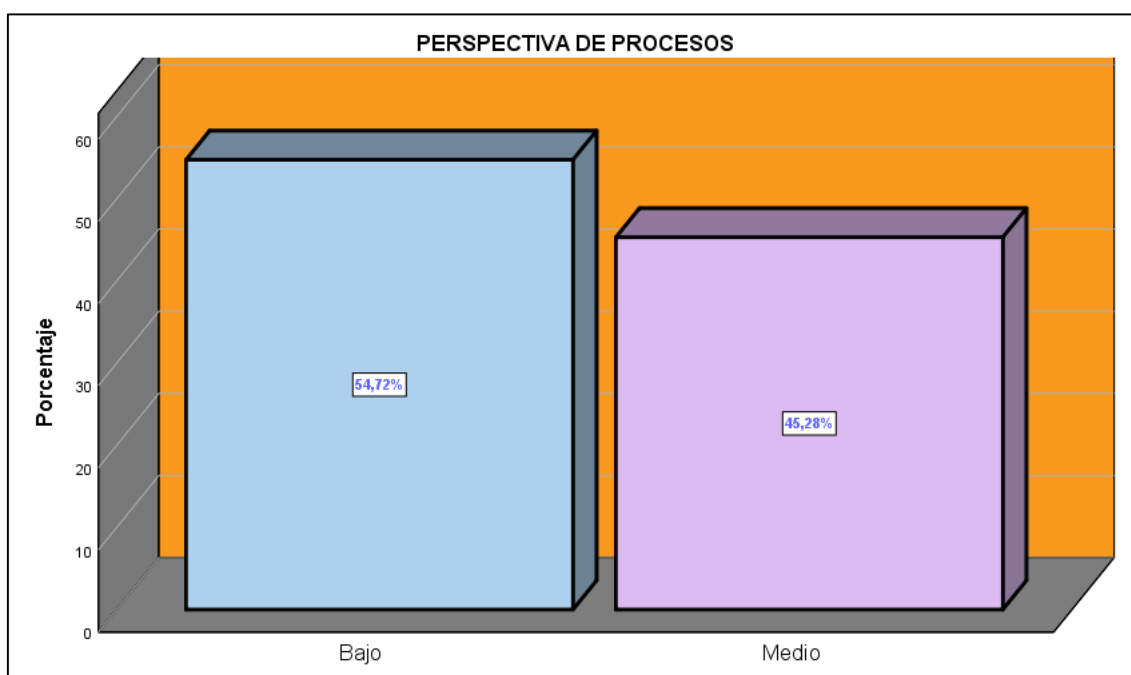 PERSPECTIVA DE PROCESOS
Porcentaje
60
50
40
30
20
10
0
54,72%
45,28%
Bajo
Medio